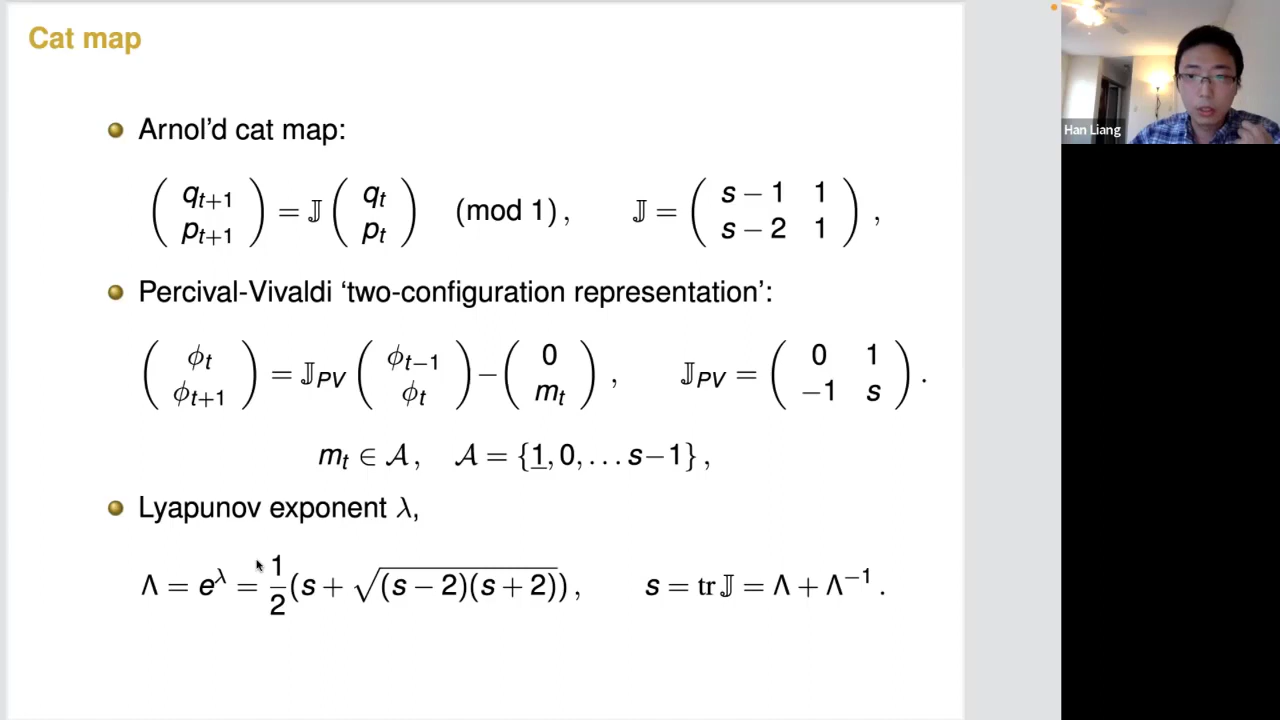 Cat map
Arnol'd cat map:
( q_{t+1} p_{t+1} ) = 𝕁 ( q_t p_t ) (mod 1) , 𝕁 = ( s − 1 1 s − 2 1 ) ,
Percival-Vivaldi ‘two-configuration representation’:
( ϕ_t ϕ_{t+1} ) = 𝕁_{PV} ( ϕ_{t−1} ϕ_t ) − ( 0 m_t ) , 𝕁_{PV} = ( 0 1 −1 s ) .
m_t ∈ 𝒜 , 𝒜 = {1̲, 0, . . . s−1} ,
Lyapunov exponent λ,
Λ = e^λ = 1/2 (s + √(s − 2)(s + 2)) , s = tr 𝕁 = Λ + Λ^{−1} .
Han Liang